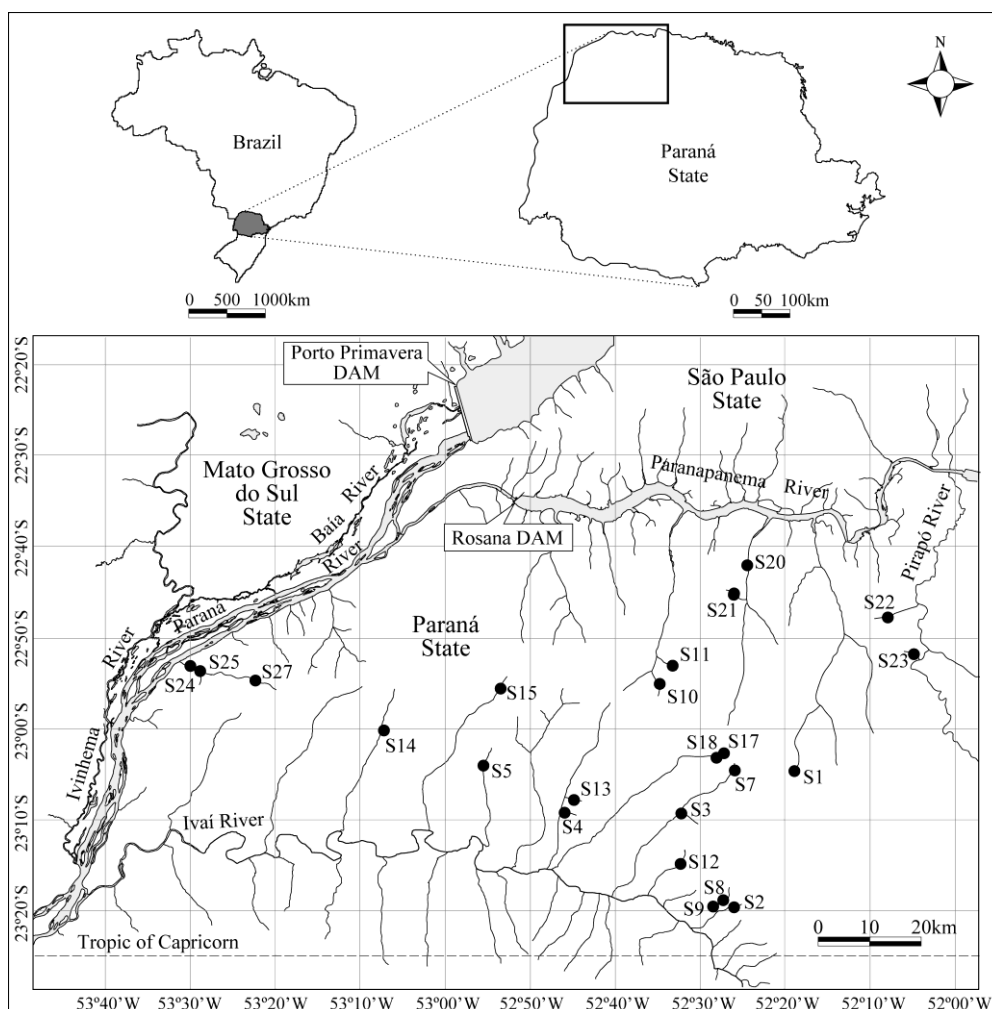 N
Brazil
Paraná
State
0 500 1000km
0 50 100km
22°20'S
22°30'S
22°40'S
22°50'S
23°00'S
23°10'S
23°20'S
Porto Primavera
DAM
São Paulo
State
Mato Grosso
do Sul
State
Baía River
Paranapanema River
Rosana DAM
Pirapó River
Paraná River
Ivinhema River
Paraná
State
S20
S21
S22
S23
S11
S10
S25
S24
S27
S15
S14
S5
S18
S17
S7
S1
S13
S4
S3
S12
S8
S9
S2
Ivaí River
Tropic of Capricorn
0 10 20km
53°40'W 53°30'W 53°20'W 53°10'W 53°00'W 52°50'W 52°40'W 52°30'W 52°20'W 52°10'W 52°00'W